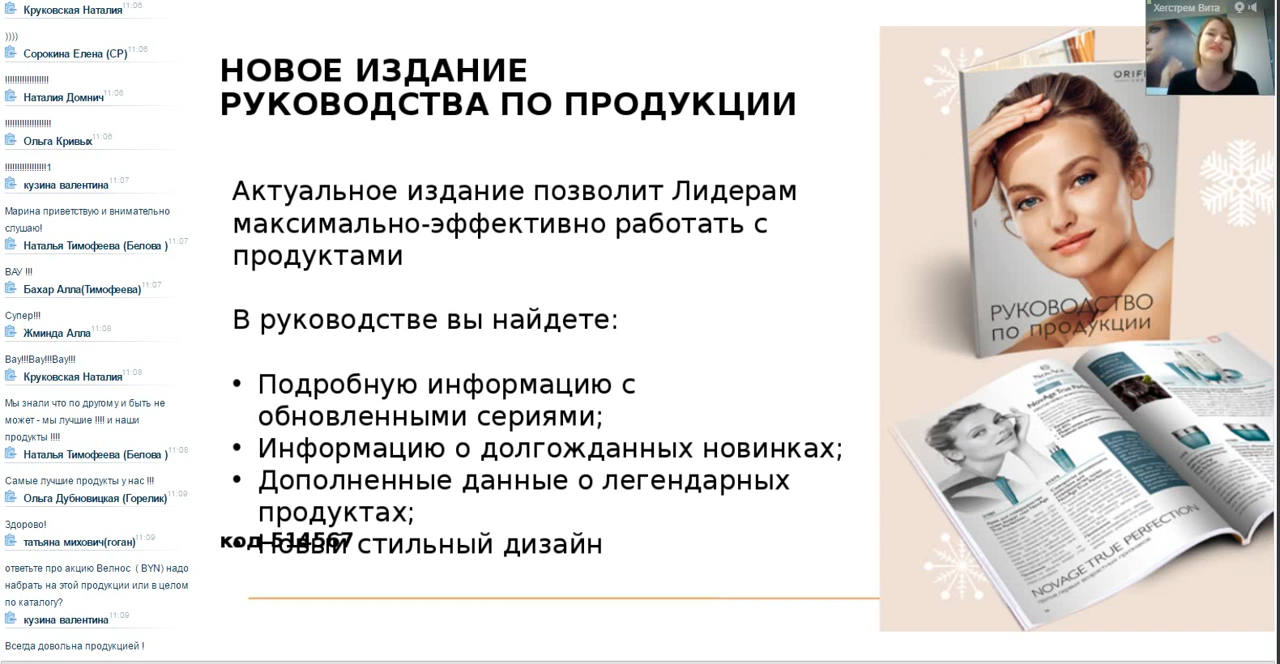 Круковская Наталия 11:06
))))
Сорокина Елена (СР) 11:06
!!!!!!!!!!!!!!!!!!
Наталия Домнич 11:06
!!!!!!!!!!!!!!!!!!!
Ольга Кривых 11:06
!!!!!!!!!!!!!!!!!1
кузина валентина 11:07
Марина приветствую и внимательно
слушаю!
Наталья Тимофеева (Белова ) 11:07
ВАУ !!!
Бахар Алла(Тимофеева) 11:07
Супер!!!
Жминда Алла 11:08
Вау!!!Вау!!!Вау!!!
Круковская Наталия 11:08
Мы знали что по другому и быть не
может - мы лучшие !!!! и наши
продукты !!!!
Наталья Тимофеева (Белова ) 11:08
Самые лучшие продукты у нас !!!
Ольга Дубновицкая (Горелик) 11:09
Здорово!
татьяна михович(гоган) 11:09
ответьте про акцию Велнос ( BYN) надо
набрать на этой продукции или в целом
по каталогу?
кузина валентина 11:09
Всегда довольна продукцией !
НОВОЕ ИЗДАНИЕ
РУКОВОДСТВА ПО ПРОДУКЦИИ
Актуальное издание позволит Лидерам
максимально-эффективно работать с
продуктами
В руководстве вы найдете:
• Подробную информацию с
обновленными сериями;
• Информацию о долгожданных новинках;
• Дополненные данные о легендарных
продуктах;
• Новый стильный дизайн
код 514567
Хегстрем Вита
ORIFL
РУКОВОДСТВО
по продукции
NOVAGE TRUE PERFECTION